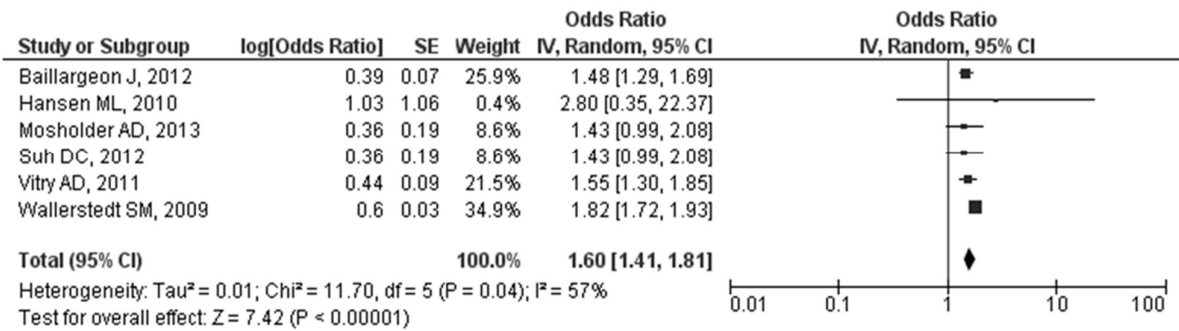 Odds Ratio Odds Ratio
Study or Subgroup log[Odds Ratio] SE Weight IV, Random, 95% CI IV, Random, 95% CI
Baillargeon J, 2012 0.39 0.07 25.9% 1.48 [1.29, 1.69]
Hansen ML, 2010 1.03 1.06 0.4% 2.80 [0.35, 22.37]
Mosholder AD, 2013 0.36 0.19 8.6% 1.43 [0.99, 2.08]
Suh DC, 2012 0.36 0.19 8.6% 1.43 [0.99, 2.08]
Vitry AD, 2011 0.44 0.09 21.5% 1.55 [1.30, 1.85]
Wallerstedt SM, 2009 0.6 0.03 34.9% 1.82 [1.72, 1.93]
Total (95% CI) 100.0% 1.60 [1.41, 1.81]
Heterogeneity: Tau² = 0.01; Chi² = 11.70, df = 5 (P = 0.04); I² = 57%
Test for overall effect: Z = 7.42 (P < 0.00001)
0.01 0.1 1 10 100